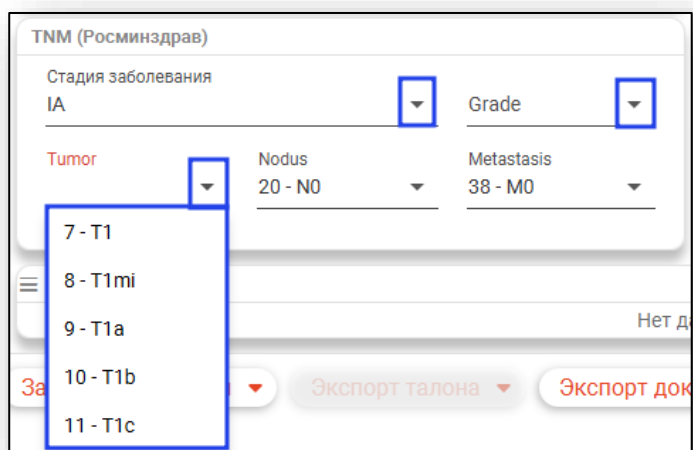 TNM (Росминздрав)
Стадия заболевания
IA
Grade
Tumor
Nodus
Metastasis
20 - N0
38 - M0
7 - T1
8 - T1mi
9 - T1a
10 - T1b
11 - T1c
Нет
Экспорт талона
Экспорт